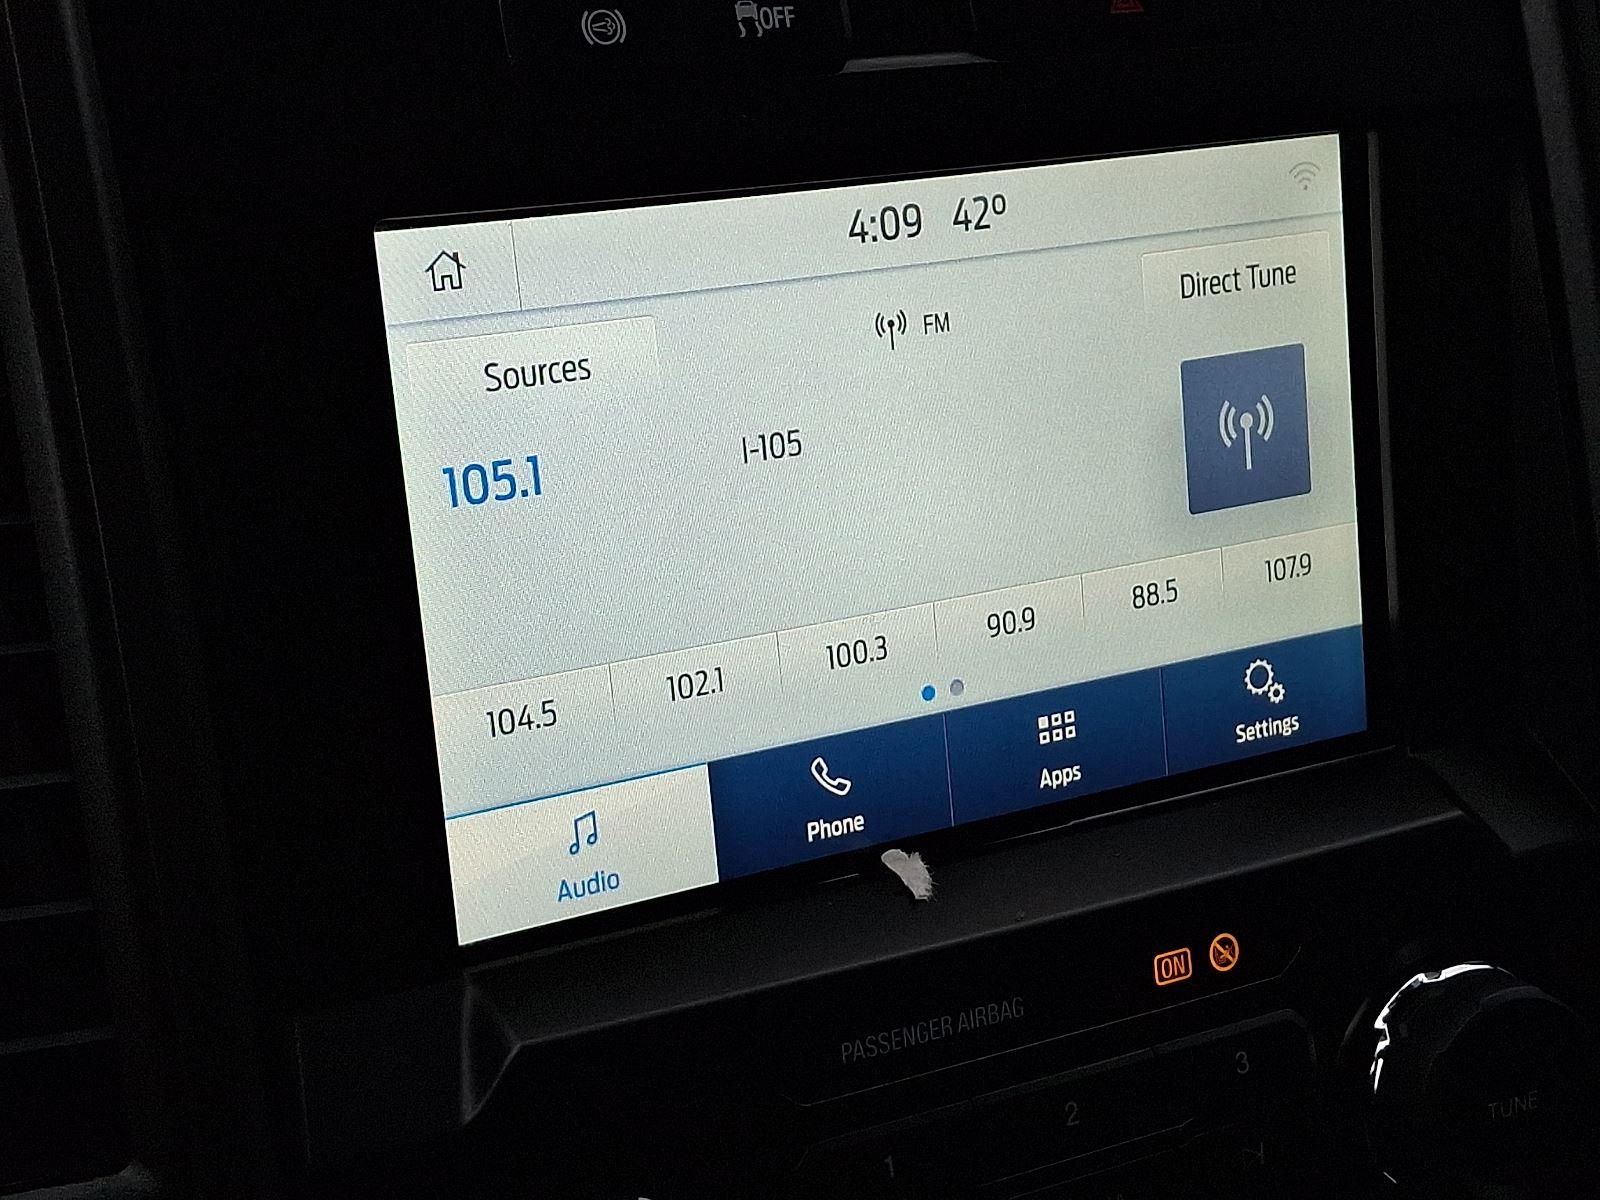 OFF
4:09 42º
Direct Tune
FM
Sources
105.1
I-105
104.5 102.1 100.3 90.9 88.5 107.9
Audio
Phone
Apps
Settings
ON
PASSENGER AIRBAG
1 2 3
TUNE